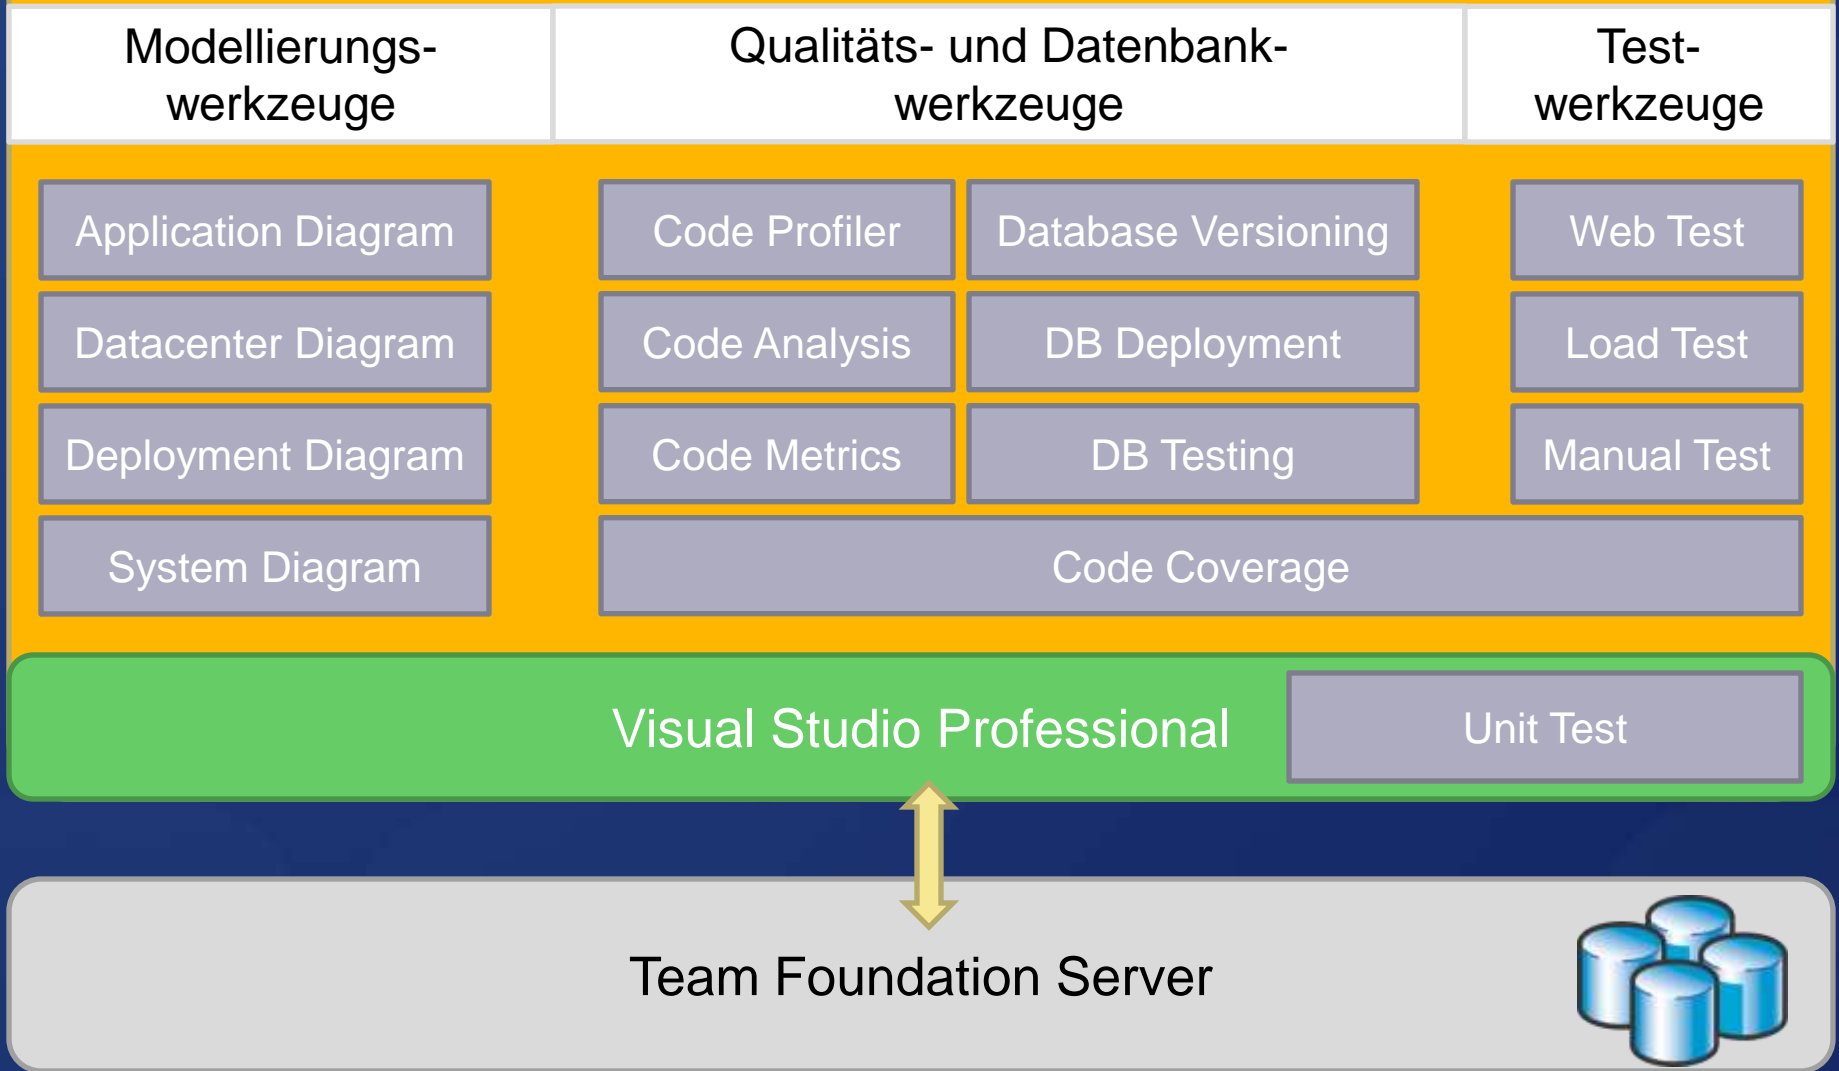 Modellierungs-
werkzeuge
Qualitäts- und Datenbank-
werkzeuge
Test-
werkzeuge
Application Diagram
Code Profiler
Database Versioning
Web Test
Datacenter Diagram
Code Analysis
DB Deployment
Load Test
Deployment Diagram
Code Metrics
DB Testing
Manual Test
System Diagram
Code Coverage
Visual Studio Professional
Unit Test
Team Foundation Server